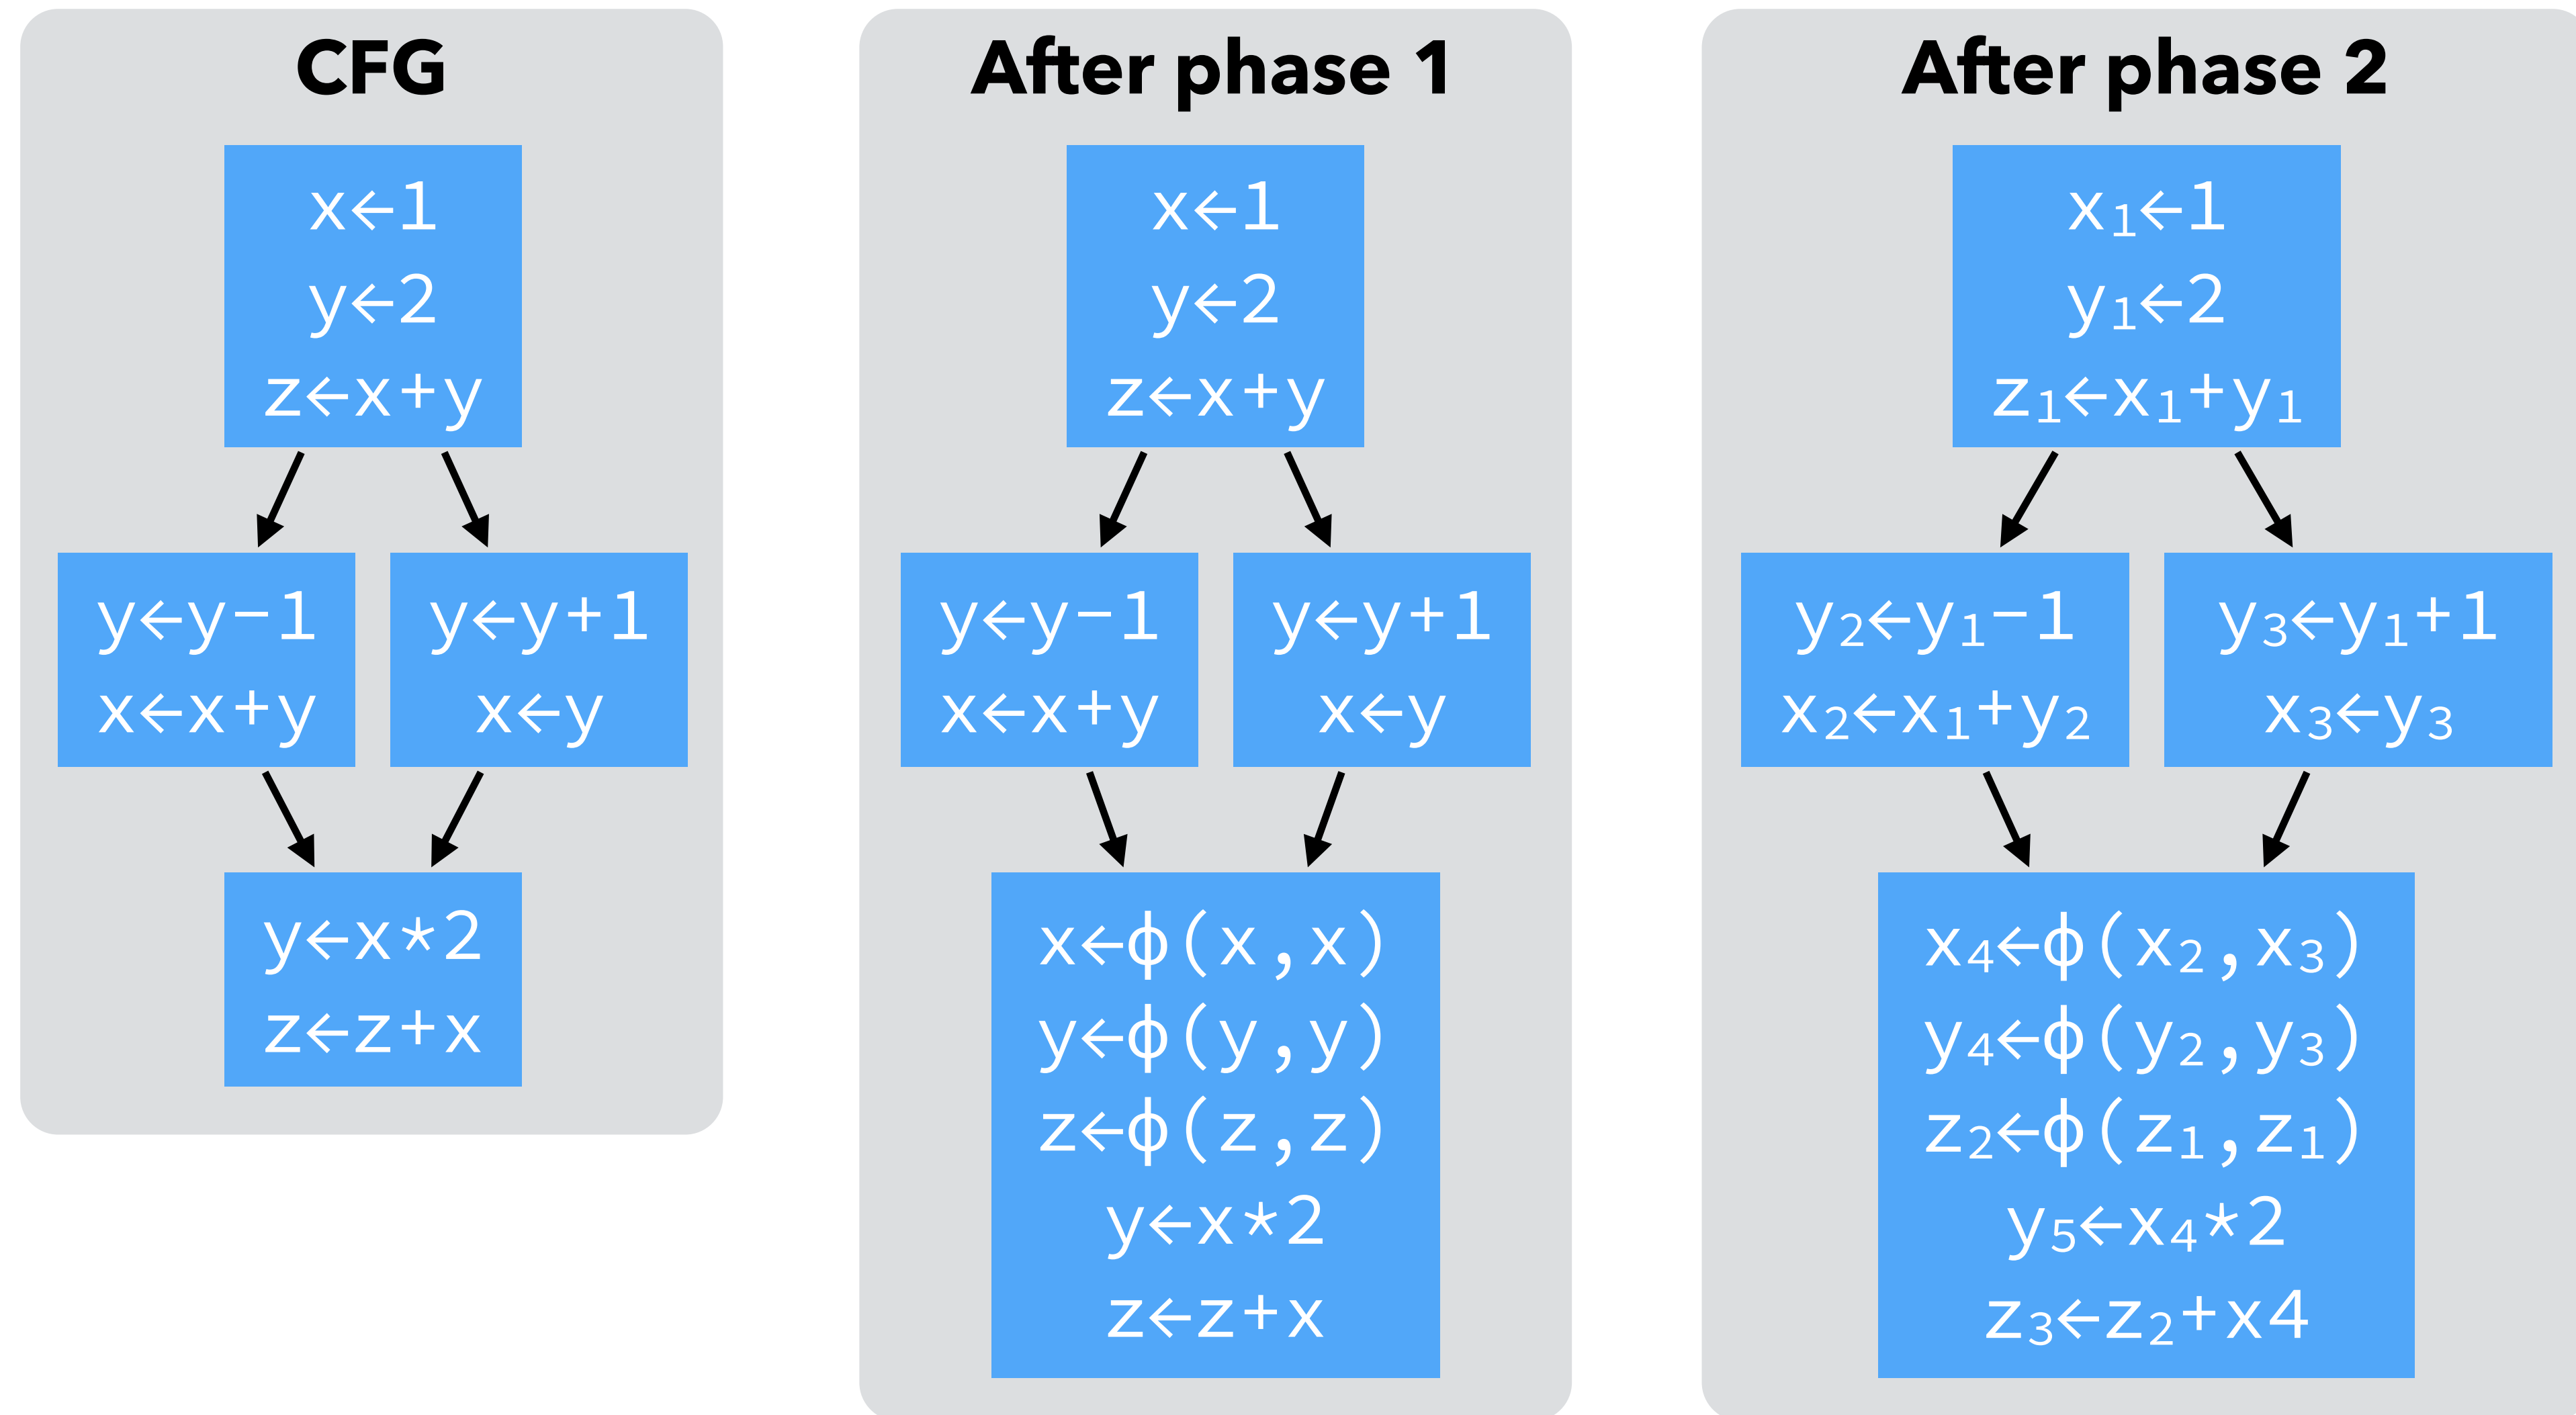 CFG
x←1
y←2
z←x+y
y←y-1
x←x+y
y←y+1
x←y
y←x*2
z←z+x
After phase 1
x←1
y←2
z←x+y
y←y-1
x←x+y
y←y+1
x←y
x←ϕ(x,x)
y←ϕ(y,y)
z←ϕ(z,z)
y←x*2
z←z+x
After phase 2
x₁←1
y₁←2
z₁←x₁+y₁
y₂←y₁-1
x₂←x₁+y₂
y₃←y₁+1
x₃←y₃
x₄←ϕ(x₂,x₃)
y₄←ϕ(y₂,y₃)
z₂←ϕ(z₁,z₁)
y₅←x₄*2
z₃←z₂+x4